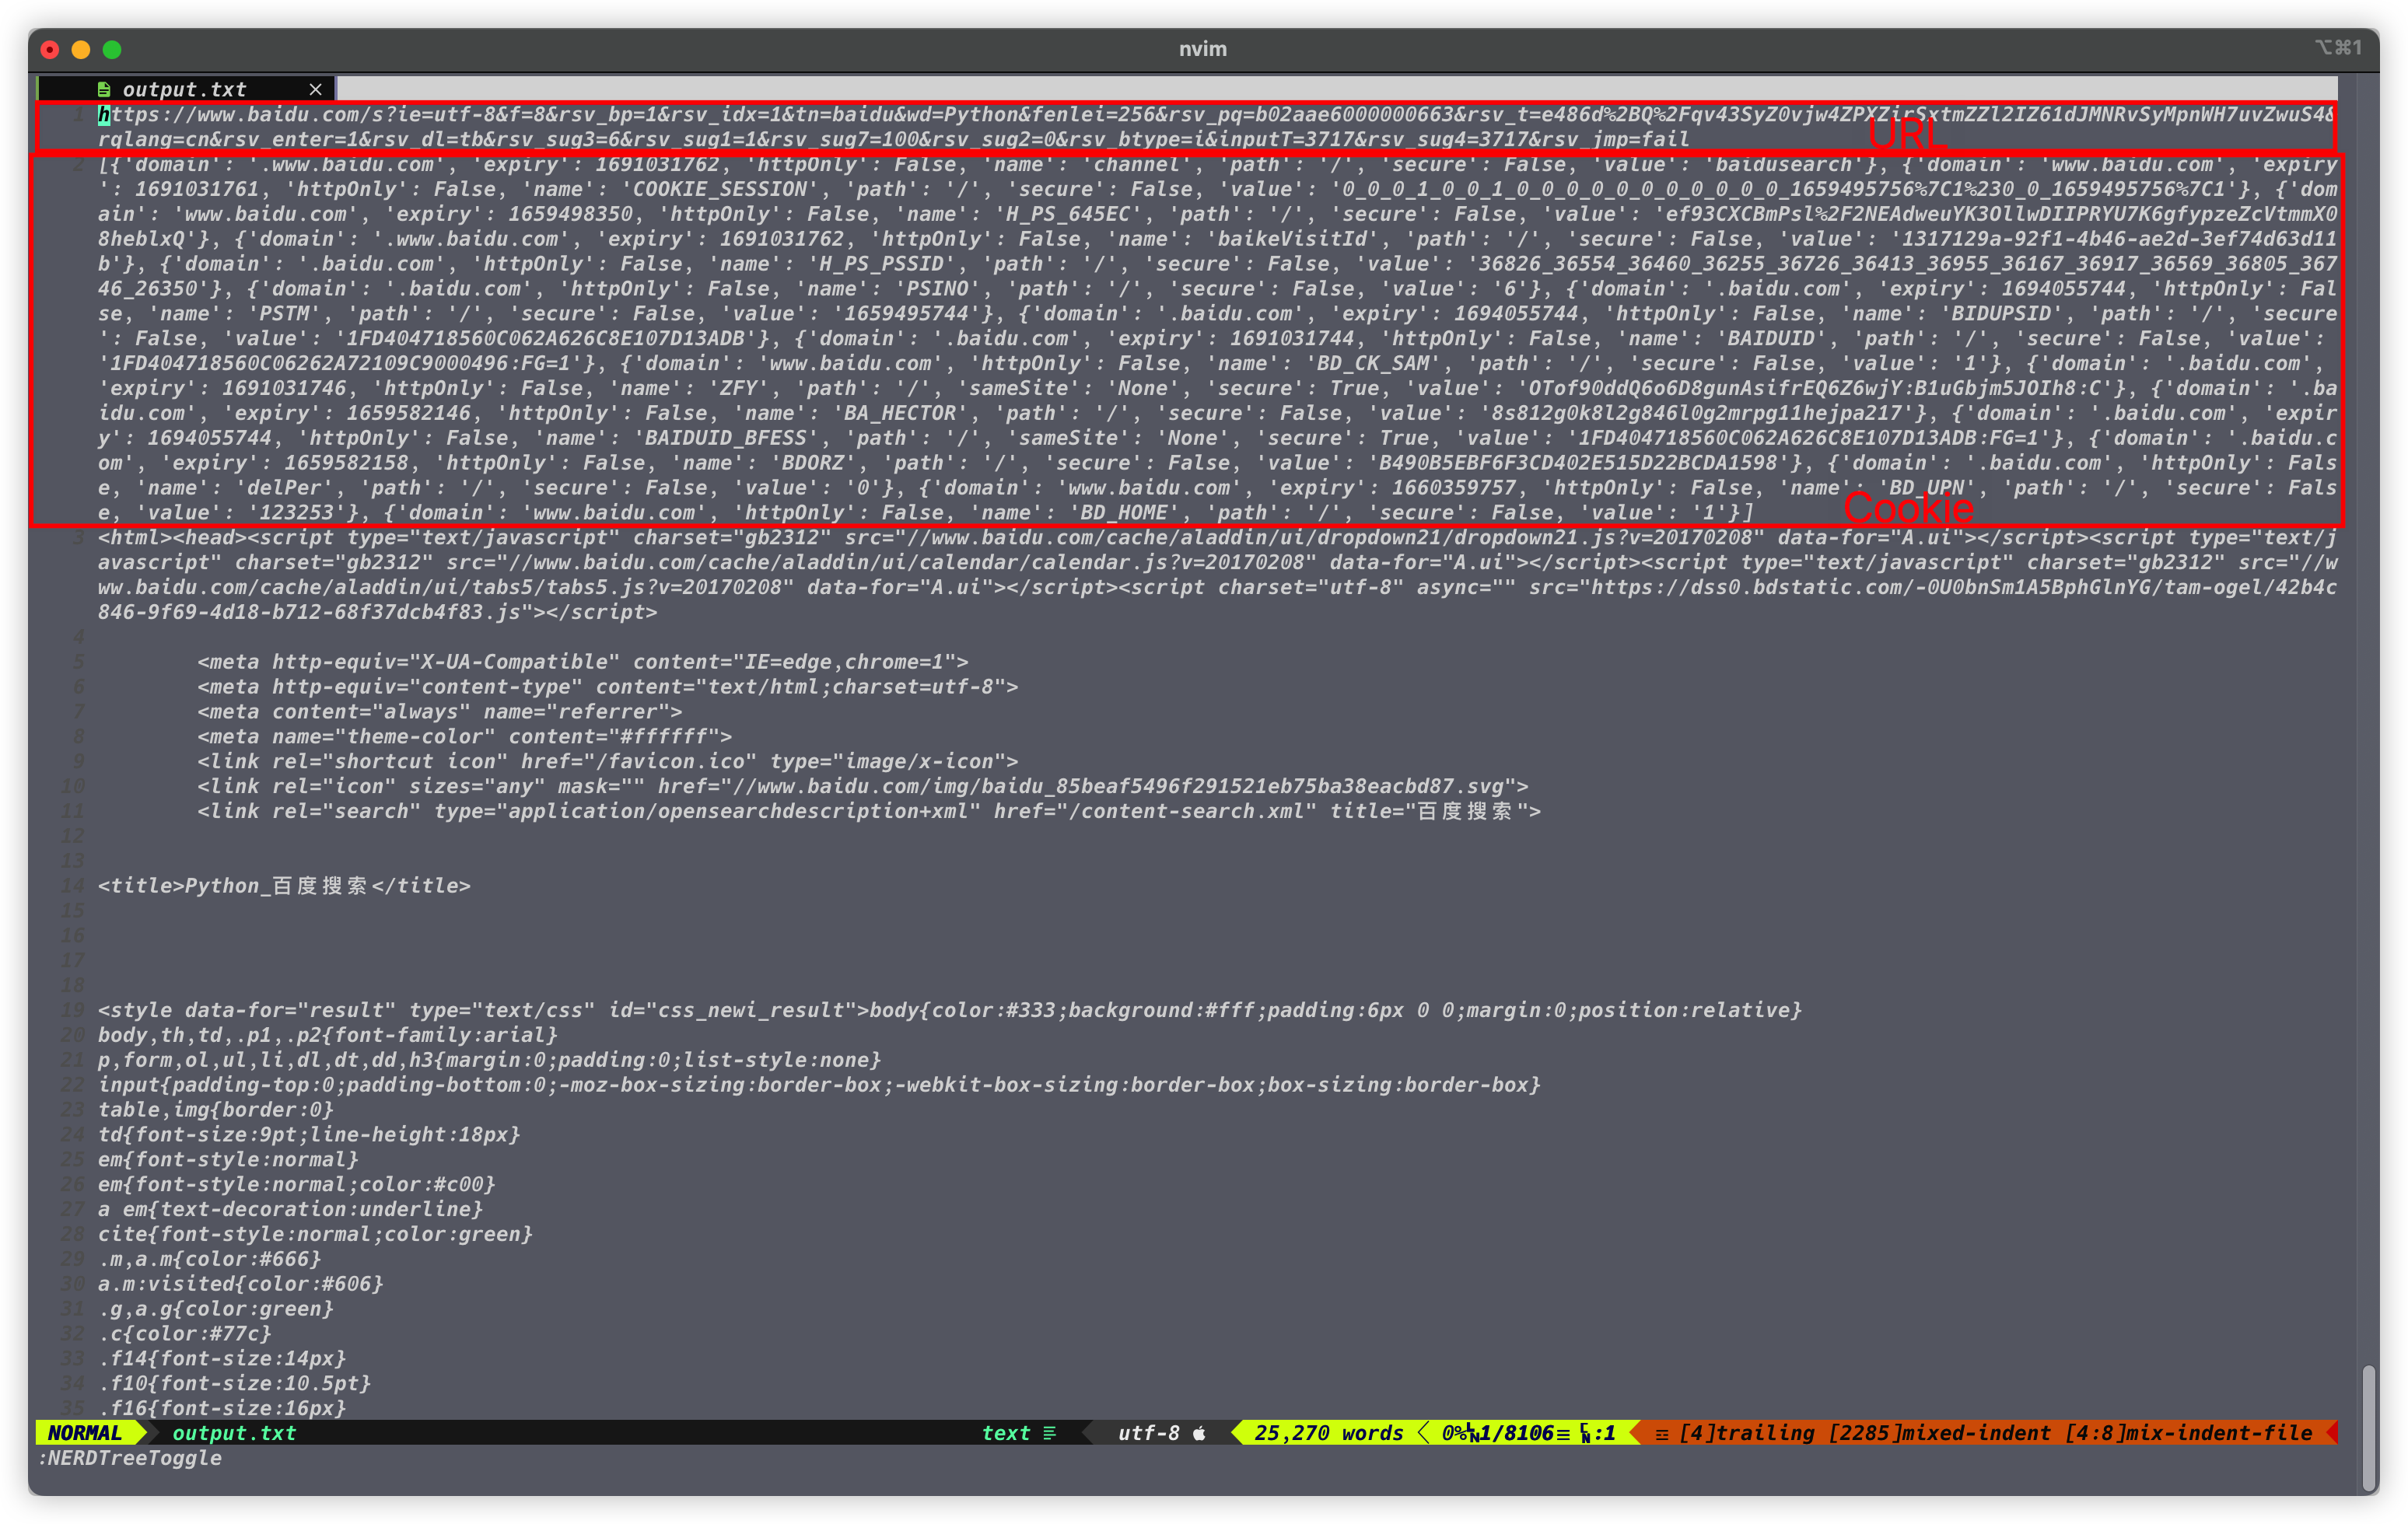 nvim
⌥⌘1
output.txt ×
1 https://www.baidu.com/s?ie=utf-8&f=8&rsv_bp=1&rsv_idx=1&tn=baidu&wd=Python&fenlei=256&rsv_pq=b02aae6000000663&rsv_t=e486d%2BQ%2Fqv43SyZ0vjw4ZPXZirSxtmZZl2IZ61dJMNRvSyMpnWH7uvZwuS4&
rqlang=cn&rsv_enter=1&rsv_dl=tb&rsv_sug3=6&rsv_sug1=1&rsv_sug7=100&rsv_sug2=0&rsv_btype=i&inputT=3717&rsv_sug4=3717&rsv_jmp=fail
URL
2 [{'domain': '.www.baidu.com', 'expiry': 1691031762, 'httpOnly': False, 'name': 'channel', 'path': '/', 'secure': False, 'value': 'baidusearch'}, {'domain': 'www.baidu.com', 'expiry
': 1691031761, 'httpOnly': False, 'name': 'COOKIE_SESSION', 'path': '/', 'secure': False, 'value': '0_0_0_1_0_0_1_0_0_0_0_0_0_0_0_0_0_0_1659495756%7C1%230_0_1659495756%7C1'}, {'dom
ain': 'www.baidu.com', 'expiry': 1659498350, 'httpOnly': False, 'name': 'H_PS_645EC', 'path': '/', 'secure': False, 'value': 'ef93CXCBmPsl%2F2NEAdweuYK3OllwDIIPRYU7K6gfypzeZcVtmmX0
8heblxQ'}, {'domain': '.www.baidu.com', 'expiry': 1691031762, 'httpOnly': False, 'name': 'baikeVisitId', 'path': '/', 'secure': False, 'value': '1317129a-92f1-4b46-ae2d-3ef74d63d11
b'}, {'domain': '.baidu.com', 'httpOnly': False, 'name': 'H_PS_PSSID', 'path': '/', 'secure': False, 'value': '36826_36554_36460_36255_36726_36413_36955_36167_36917_36569_36805_367
46_26350'}, {'domain': '.baidu.com', 'httpOnly': False, 'name': 'PSINO', 'path': '/', 'secure': False, 'value': '6'}, {'domain': '.baidu.com', 'expiry': 1694055744, 'httpOnly': Fal
se, 'name': 'PSTM', 'path': '/', 'secure': False, 'value': '1659495744'}, {'domain': '.baidu.com', 'expiry': 1694055744, 'httpOnly': False, 'name': 'BIDUPSID', 'path': '/', 'secure
': False, 'value': '1FD404718560C062A626C8E107D13ADB'}, {'domain': '.baidu.com', 'expiry': 1691031744, 'httpOnly': False, 'name': 'BAIDUID', 'path': '/', 'secure': False, 'value':
'1FD404718560C06262A72109C9000496:FG=1'}, {'domain': 'www.baidu.com', 'httpOnly': False, 'name': 'BD_CK_SAM', 'path': '/', 'secure': False, 'value': '1'}, {'domain': '.baidu.com',
'expiry': 1691031746, 'httpOnly': False, 'name': 'ZFY', 'path': '/', 'sameSite': 'None', 'secure': True, 'value': 'OTof90ddQ6o6D8gunAsifrEQ6Z6wjY:B1uGbjm5JOIh8:C'}, {'domain': '.ba
idu.com', 'expiry': 1659582146, 'httpOnly': False, 'name': 'BA_HECTOR', 'path': '/', 'secure': False, 'value': '8s812g0k8l2g846l0g2mrpg11hejpa217'}, {'domain': '.baidu.com', 'expir
y': 1694055744, 'httpOnly': False, 'name': 'BAIDUID_BFESS', 'path': '/', 'sameSite': 'None', 'secure': True, 'value': '1FD404718560C062A626C8E107D13ADB:FG=1'}, {'domain': '.baidu.c
om', 'expiry': 1659582158, 'httpOnly': False, 'name': 'BDORZ', 'path': '/', 'secure': False, 'value': 'B490B5EBF6F3CD402E515D22BCDA1598'}, {'domain': '.baidu.com', 'httpOnly': Fals
e, 'name': 'delPer', 'path': '/', 'secure': False, 'value': '0'}, {'domain': 'www.baidu.com', 'expiry': 1660359757, 'httpOnly': False, 'name': 'BD_UPN', 'path': '/', 'secure': Fals
e, 'value': '123253'}, {'domain': 'www.baidu.com', 'httpOnly': False, 'name': 'BD_HOME', 'path': '/', 'secure': False, 'value': '1'}]
Cookie
3 <html><head><script type="text/javascript" charset="gb2312" src="//www.baidu.com/cache/aladdin/ui/dropdown21/dropdown21.js?v=20170208" data-for="A.ui"></script><script type="text/j
avascript" charset="gb2312" src="//www.baidu.com/cache/aladdin/ui/calendar/calendar.js?v=20170208" data-for="A.ui"></script><script type="text/javascript" charset="gb2312" src="//w
ww.baidu.com/cache/aladdin/ui/tabs5/tabs5.js?v=20170208" data-for="A.ui"></script><script charset="utf-8" async="" src="https://dss0.bdstatic.com/-0U0bnSm1A5BphGlnYG/tam-ogel/42b4c
846-9f69-4d18-b712-68f37dcb4f83.js"></script>
4
5 <meta http-equiv="X-UA-Compatible" content="IE=edge,chrome=1">
6 <meta http-equiv="content-type" content="text/html;charset=utf-8">
7 <meta content="always" name="referrer">
8 <meta name="theme-color" content="#ffffff">
9 <link rel="shortcut icon" href="/favicon.ico" type="image/x-icon">
10 <link rel="icon" sizes="any" mask="" href="//www.baidu.com/img/baidu_85beaf5496f291521eb75ba38eacbd87.svg">
11 <link rel="search" type="application/opensearchdescription+xml" href="/content-search.xml" title="百度搜索">
12
13
14 <title>Python_百度搜索</title>
15
16
17
18
19 <style data-for="result" type="text/css" id="css_newi_result">body{color:#333;background:#fff;padding:6px 0 0;margin:0;position:relative}
20 body,th,td,.p1,.p2{font-family:arial}
21 p,form,ol,ul,li,dl,dt,dd,h3{margin:0;padding:0;list-style:none}
22 input{padding-top:0;padding-bottom:0;-moz-box-sizing:border-box;-webkit-box-sizing:border-box;box-sizing:border-box}
23 table,img{border:0}
24 td{font-size:9pt;line-height:18px}
25 em{font-style:normal}
26 em{font-style:normal;color:#c00}
27 a em{text-decoration:underline}
28 cite{font-style:normal;color:green}
29 .m,a.m{color:#666}
30 a.m:visited{color:#606}
31 .g,a.g{color:green}
32 .c{color:#77c}
33 .f14{font-size:14px}
34 .f10{font-size:10.5pt}
35 .f16{font-size:16px}
NORMAL output.txt text utf-8 25,270 words 0% 1/8106 :1 [4]trailing [2285]mixed-indent [4:8]mix-indent-file
:NERDTreeToggle